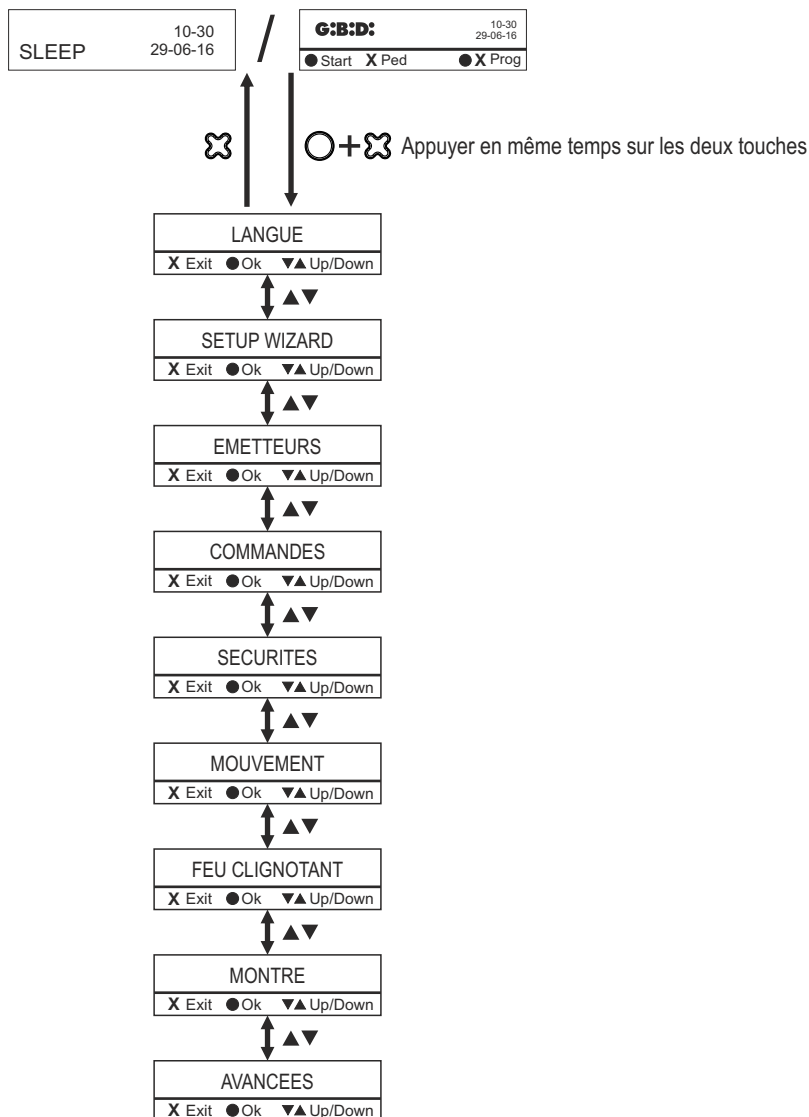 SLEEP 10-30
29-06-16
/
G:B:D: 10-30
29-06-16
● Start X Ped ● X Prog
+ Appuyer en même temps sur les deux touches
LANGUE
X Exit ● Ok ▼▲ Up/Down
▲▼
SETUP WIZARD
X Exit ● Ok ▼▲ Up/Down
▲▼
EMETTEURS
X Exit ● Ok ▼▲ Up/Down
▲▼
COMMANDES
X Exit ● Ok ▼▲ Up/Down
▲▼
SECURITES
X Exit ● Ok ▼▲ Up/Down
▲▼
MOUVEMENT
X Exit ● Ok ▼▲ Up/Down
▲▼
FEU CLIGNOTANT
X Exit ● Ok ▼▲ Up/Down
▲▼
MONTRE
X Exit ● Ok ▼▲ Up/Down
▲▼
AVANCEES
X Exit ● Ok ▼▲ Up/Down